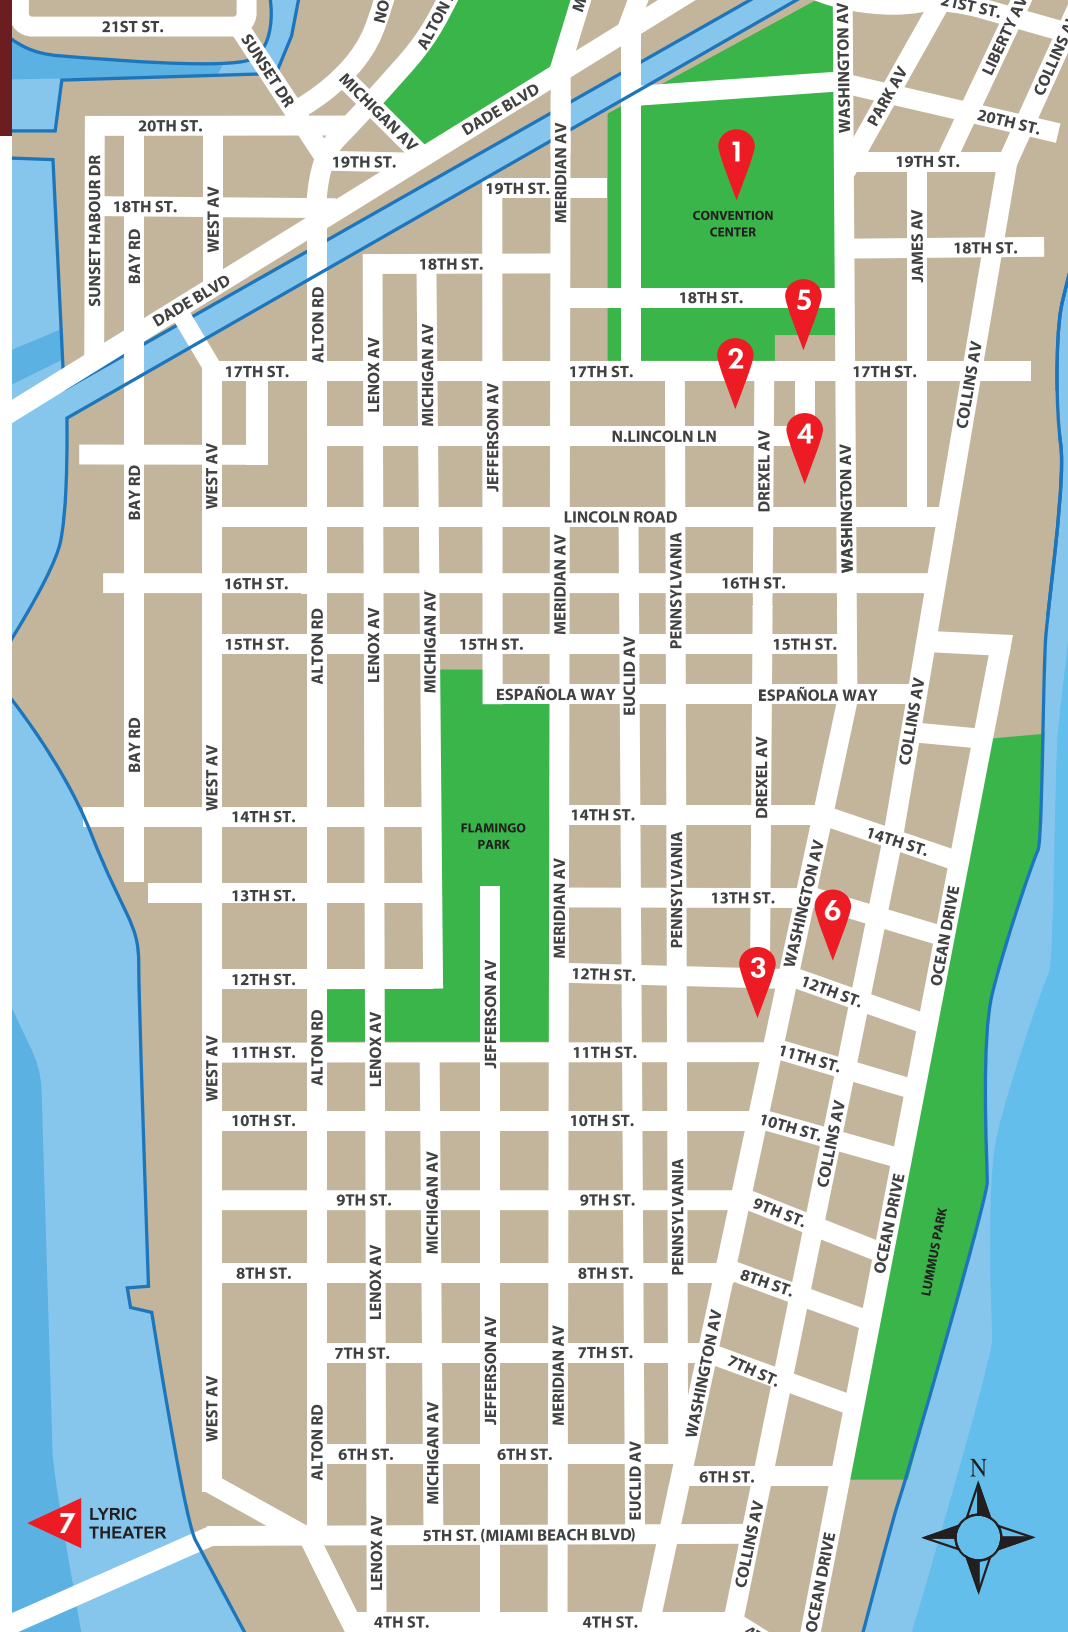 21ST ST.
NO
ALTON
M
WASHINGTON AV
21ST ST.
LIBERTY AV
COLLINS A
SUNSET DR
MICHIGAN AV
DADE BLVD
PARK AV
20TH ST.
20TH ST.
MERIDIAN AV
1
19TH ST.
19TH ST.
19TH ST.
SUNSET HABOUR DR
WEST AV
18TH ST.
BAY RD
CONVENTION
CENTER
JAMES AV
18TH ST.
18TH ST.
DADE BLVD
ALTON RD
18TH ST.
5
LENOX AV
MICHIGAN AV
2
17TH ST.
17TH ST.
17TH ST.
COLLINS AV
JEFFERSON AV
N.LINCOLN LN
4
BAY RD
WEST AV
DREXEL AV
WASHINGTON AV
LINCOLN ROAD
MERIDIAN AV
PENNSYLVANIA
16TH ST.
16TH ST.
ALTON RD
LENOX AV
MICHIGAN AV
15TH ST.
15TH ST.
15TH ST.
EUCLID AV
ESPAÑOLA WAY
ESPAÑOLA WAY
COLLINS AV
BAY RD
WEST AV
DREXEL AV
14TH ST.
14TH ST.
14TH ST.
FLAMINGO
PARK
MERIDIAN AV
PENNSYLVANIA
WASHINGTON AV
13TH ST.
13TH ST.
6
OCEAN DRIVE
3
12TH ST.
12TH ST.
12TH ST.
WEST AV
ALTON RD
LENOX AV
JEFFERSON AV
11TH ST.
11TH ST.
11TH ST.
10TH ST.
10TH ST.
10TH ST.
COLLINS AV
MICHIGAN AV
PENNSYLVANIA
9TH ST.
9TH ST.
9TH ST.
OCEAN DRIVE
LUMMUS PARK
8TH ST.
LENOX AV
8TH ST.
8TH ST.
7TH ST.
JEFFERSON AV
MERIDIAN AV
7TH ST.
WASHINGTON AV
7TH ST.
WEST AV
ALTON RD
6TH ST.
MICHIGAN AV
6TH ST.
EUCLID AV
6TH ST.
N
7
LYRIC
THEATER
5TH ST. (MIAMI BEACH BLVD)
LENOX AV
COLLINS AV
OCEAN DRIVE
4TH ST.
4TH ST.